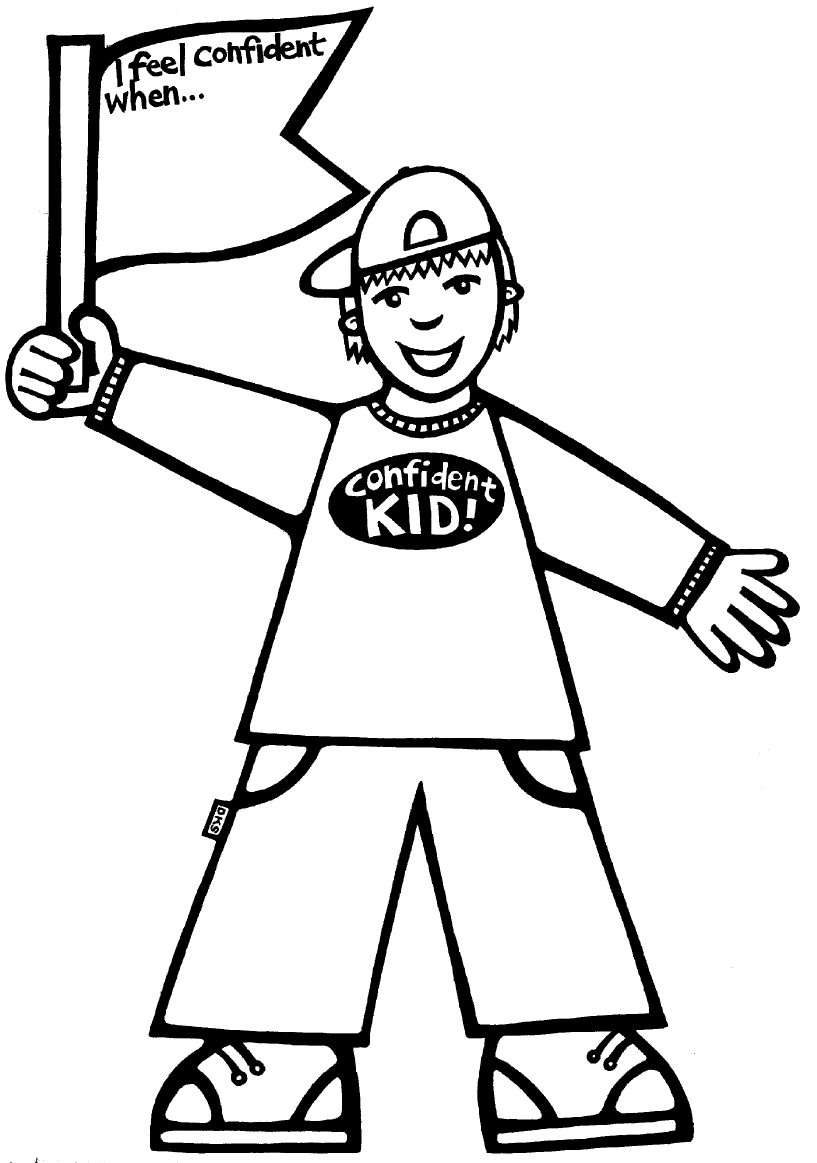 I feel confident
when...
confident
KID!
DKS